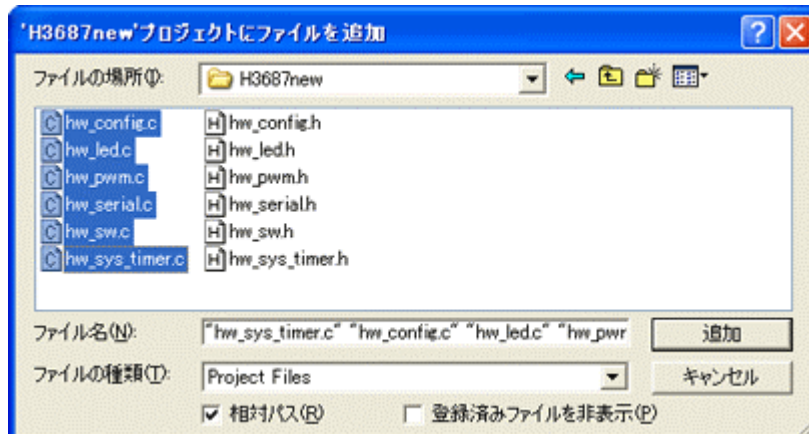 'H3687new'プロジェクトにファイルを追加
ファイルの場所(I): H3687new
hw_config.c hw_config.h
hw_led.c hw_led.h
hw_pwm.c hw_pwm.h
hw_serial.c hw_serial.h
hw_sw.c hw_sw.h
hw_sys_timer.c hw_sys_timer.h
ファイル名(N): "hw_sys_timer.c" "hw_config.c" "hw_led.c" "hw_pwr 追加
ファイルの種類(T): Project Files キャンセル
相対パス(R) 登録済みファイルを非表示(P)